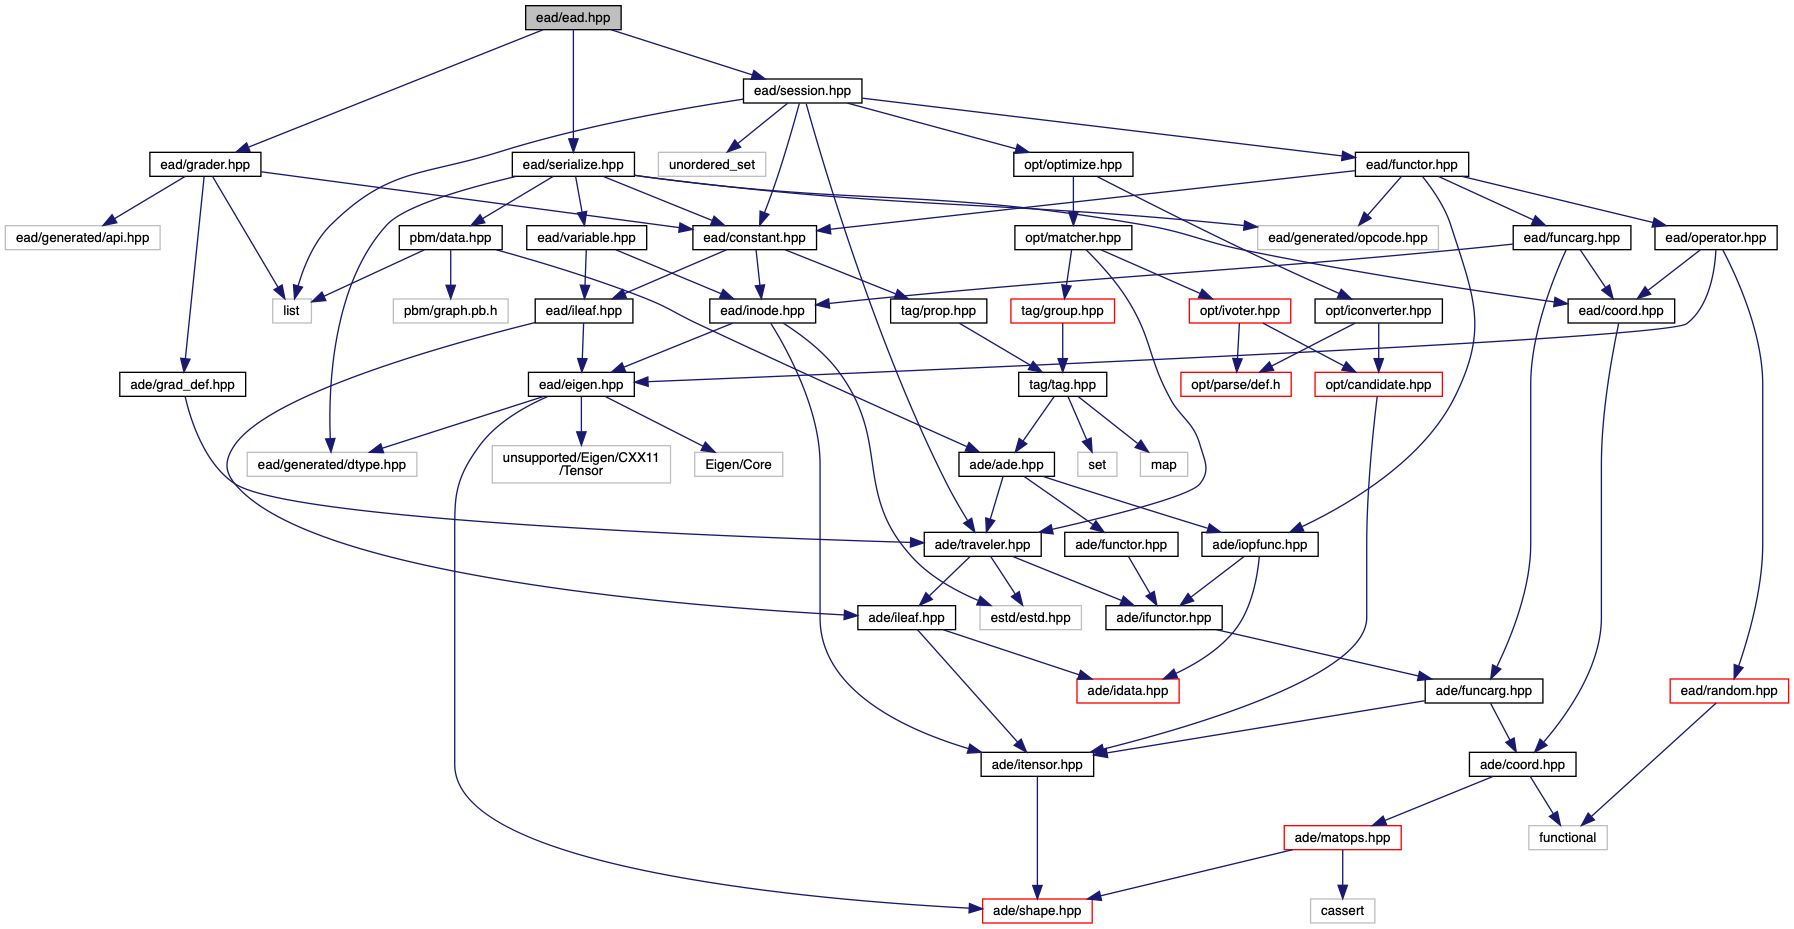 ead/ead.hpp
ead/session.hpp
ead/grader.hpp
ead/serialize.hpp
unordered_set
opt/optimize.hpp
ead/functor.hpp
ead/generated/api.hpp
pbm/data.hpp
ead/variable.hpp
ead/constant.hpp
opt/matcher.hpp
ead/generated/opcode.hpp
ead/funcarg.hpp
ead/operator.hpp
list
pbm/graph.pb.h
ead/ileaf.hpp
ead/inode.hpp
tag/prop.hpp
tag/group.hpp
opt/ivoter.hpp
opt/iconverter.hpp
ead/coord.hpp
ade/grad_def.hpp
ead/eigen.hpp
tag/tag.hpp
opt/parse/def.h
opt/candidate.hpp
ead/generated/dtype.hpp
unsupported/Eigen/CXX11
/Tensor
Eigen/Core
ade/ade.hpp
set
map
ade/traveler.hpp
ade/functor.hpp
ade/iopfunc.hpp
ade/ileaf.hpp
estd/estd.hpp
ade/ifunctor.hpp
ade/idata.hpp
ade/funcarg.hpp
ead/random.hpp
ade/itensor.hpp
ade/coord.hpp
ade/matops.hpp
functional
ade/shape.hpp
cassert